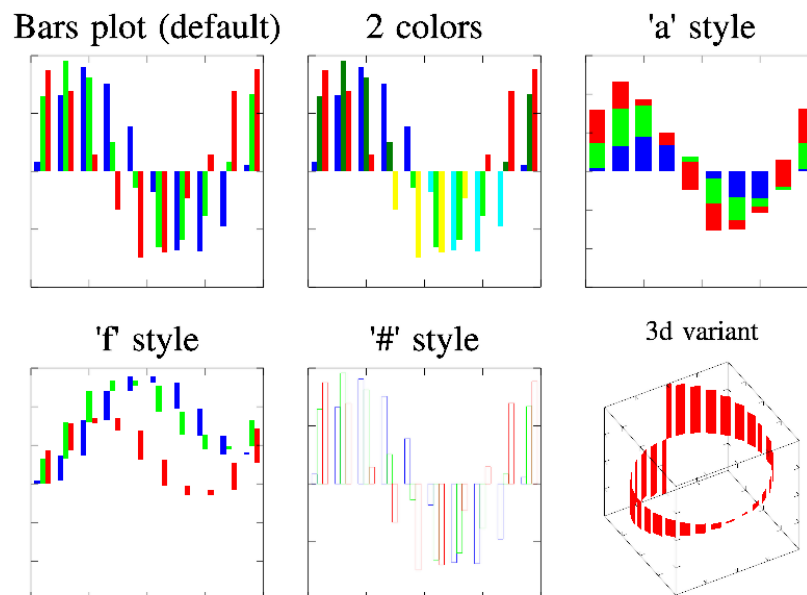 Bars plot (default)
2 colors
'a' style
'f' style
'#' style
3d variant